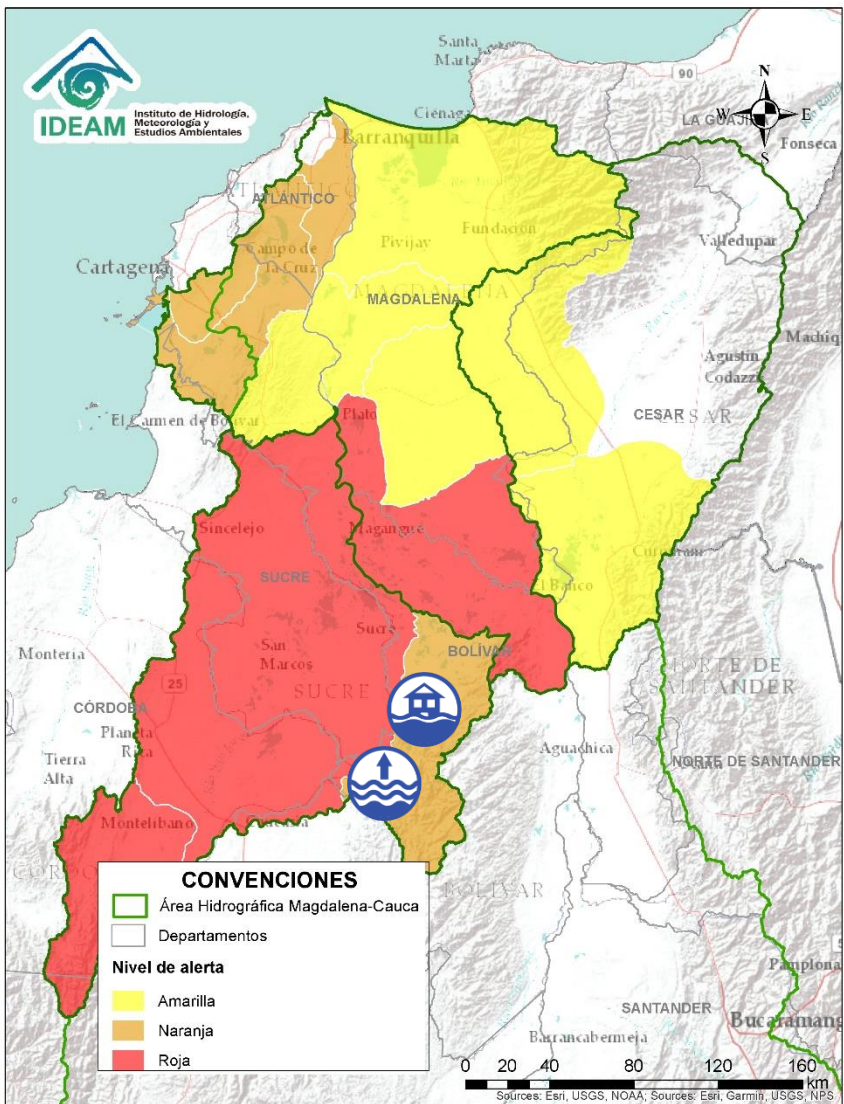 IDEAM
Instituto de Hidrología,
Meteorología y
Estudios Ambientales
Santa
Marta
90
N
W
E
S
Ciénaga
LA GUAJIRA
Fonseca
Barranquilla
ATLÁNTICO
Fundación
Pivijay
Valledupar
Campo de
la Cruz
Cartagena
MAGDALENA
Agustín
Codazzi
CESAR
El Carmen de Bolívar
Plato
Sincelejo
Magangué
SUCRE
El Banco
Sucre
BOLÍVAR
San
Marcos
SUCRE
Montería
25
CÓRDOBA
Planeta
Rica
Tierra
Alta
NORTE DE
SANTANDER
Aguachica
NORTE DE SANTANDER
Montelíbano
BOLÍVAR
CONVENCIONES
Área Hidrográfica Magdalena-Cauca
Departamentos
Nivel de alerta
Amarilla
Naranja
Roja
Pamplona
SANTANDER
Bucaramang
Barrancabermeja
0 20 40 80 120 160
km
Sources: Esri, USGS, NOAA; Sources: Esri, Garmin, USGS, NPS